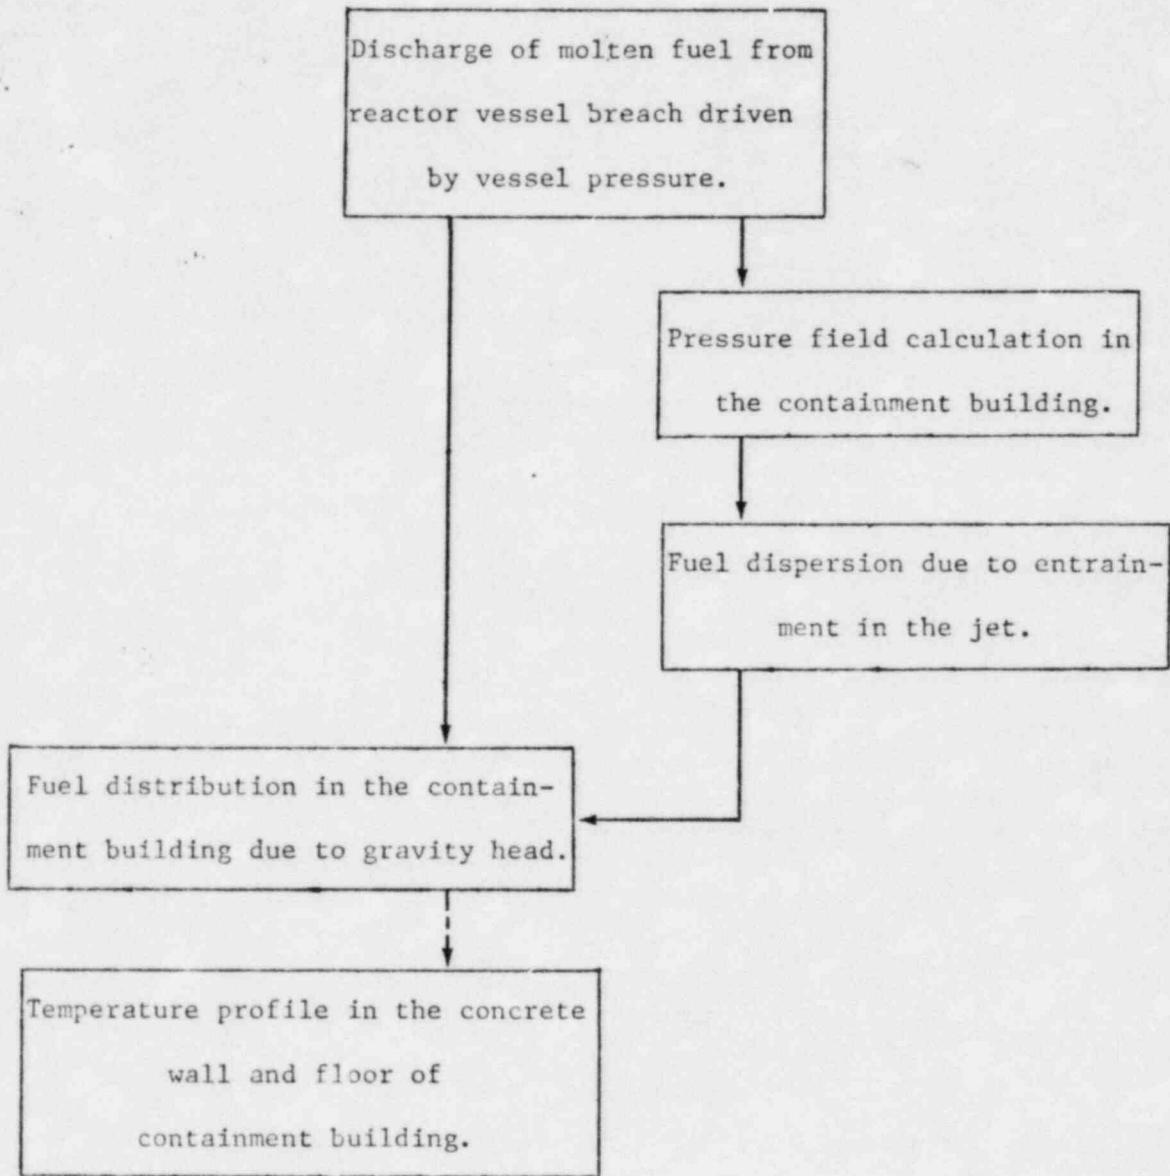 Discharge of molten fuel from
reactor vessel breach driven
by vessel pressure.
Pressure field calculation in
the containment building.
Fuel dispersion due to entrain-
ment in the jet.
Fuel distribution in the contain-
ment building due to gravity head.
Temperature profile in the concrete
wall and floor of
containment building.